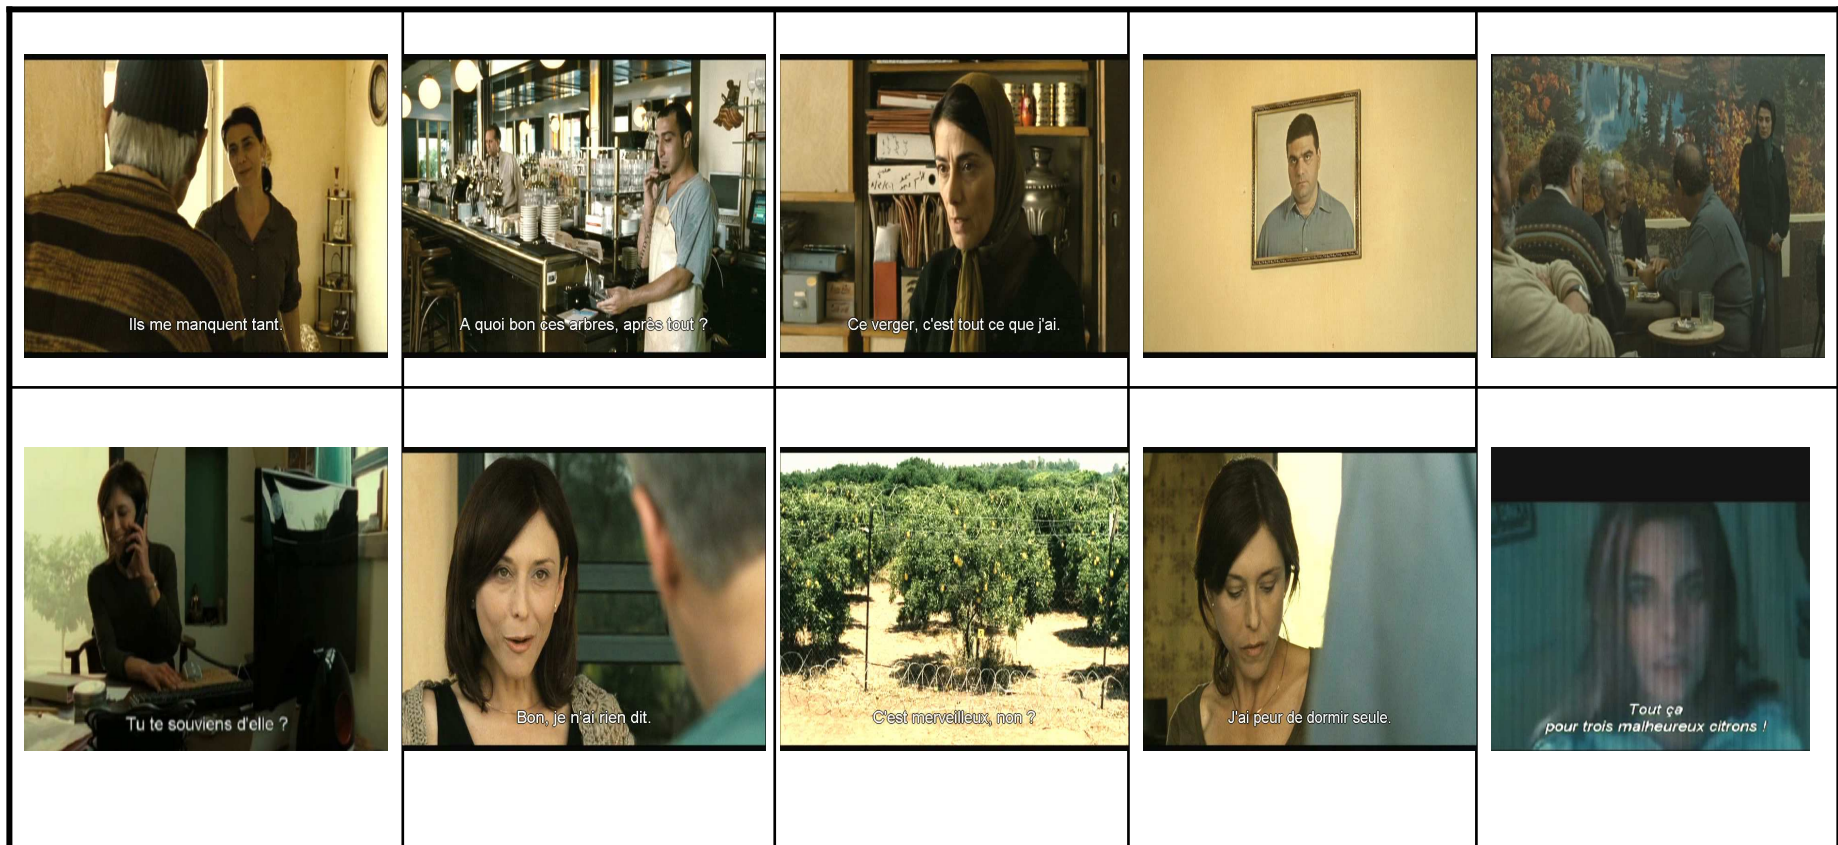 Ils me manquent tant.
A quoi bon ces arbres, après tout ?
Ce verger, c'est tout ce que j'ai.
Tu te souviens d'elle ?
Bon, je n'ai rien dit.
C'est merveilleux, non ?
J'ai peur de dormir seule.
Tout ça
pour trois malheureux citrons !